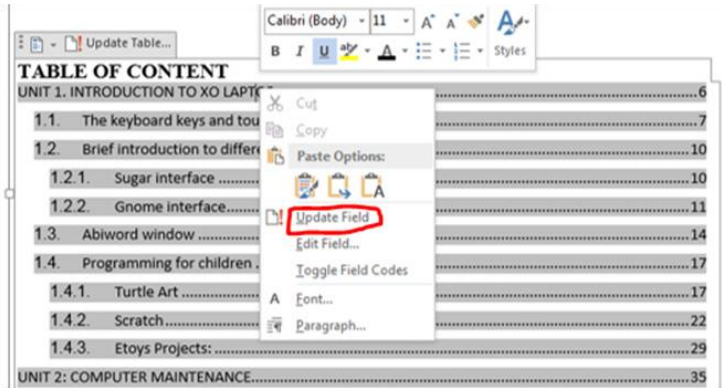 Calibri (Body) 11 A A
Update Table...
B I U aby A Styles
TABLE OF CONTENT
UNIT 1. INTRODUCTION TO XO LAPTO.....6
Cut
1.1. The keyboard keys and tou.....7
Copy
1.2. Brief introduction to differe.....10
Paste Options:
1.2.1. Sugar interface.....10
1.2.2. Gnome interface.....11
Update Field
1.3. Abiword window.....14
Edit Field...
1.4. Programming for children.....17
Toggle Field Codes
1.4.1. Turtle Art.....17
A Font...
1.4.2. Scratch.....22
Paragraph...
1.4.3. Etoys Projects:.....29
UNIT 2: COMPUTER MAINTENANCE.....35